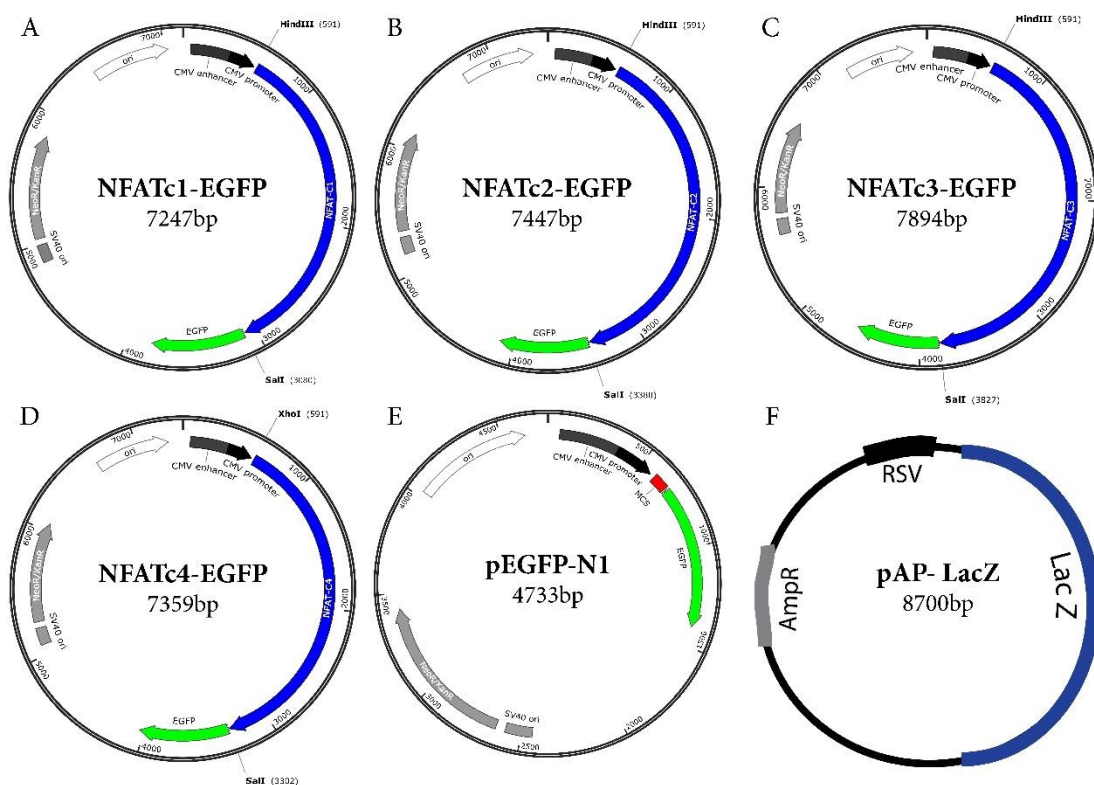 A
HindIII (591)
7000
ori
CMV enhancer
CMV promoter
1000
6000
NeoR/KanR
NFATc1-EGFP
7247bp
NFAT-C1
2000
SV40 ori
5000
EGFP
3000
4000
SalI (3080)
B
HindIII (591)
7000
ori
CMV enhancer
CMV promoter
1000
6000
NeoR/KanR
NFATc2-EGFP
7447bp
NFAT-C2
2000
SV40 ori
5000
EGFP
3000
4000
SalI (3380)
C
HindIII (591)
7000
ori
CMV enhancer
CMV promoter
1000
6000
NeoR/KanR
NFATc3-EGFP
7894bp
NFAT-C3
2000
SV40 ori
5000
EGFP
3000
4000
SalI (3827)
D
XhoI (591)
7000
ori
CMV enhancer
CMV promoter
1000
6000
NeoR/KanR
NFATc4-EGFP
7359bp
NFAT-C4
2000
SV40 ori
5000
EGFP
3000
4000
SalI (3302)
E
4500
ori
CMV enhancer
CMV promoter
500
MCS
4000
pEGFP-N1
4733bp
1000
EGFP
3500
NeoR/KanR
1500
3000
SV40 ori
2500
2000
F
RSV
pAP- LacZ
8700bp
AmpR
Lac Z